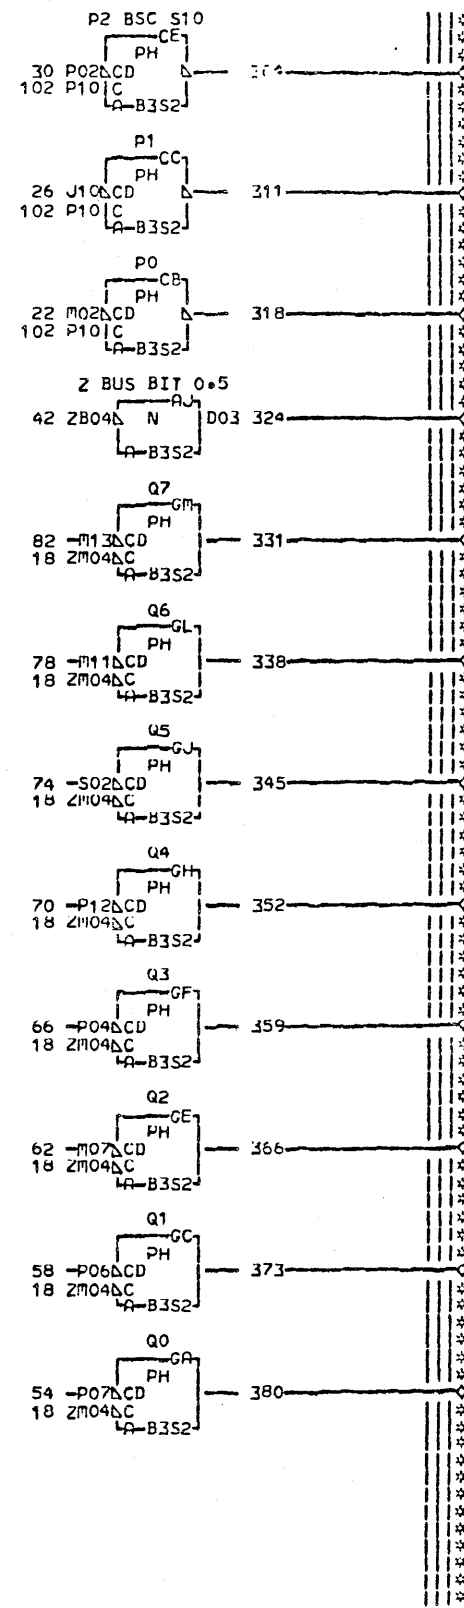 P2 BSC S10
CE
PH
30 P02 CD
102 P10 C
A B3S2
P1
CC
PH
26 J10 CD 311
102 P10 C
A B3S2
P0
CB
PH
22 M02 CD 318
102 P10 C
A B3S2
Z BUS BIT 0.5
AJ
42 ZB04 N D03 324
A B3S2
Q7
GM
PH
82 -M13 CD 331
18 ZM04 C
A B3S2
Q6
GL
PH
78 -M11 CD 338
18 ZM04 C
A B3S2
Q5
GJ
PH
74 -S02 CD 345
18 ZM04 C
A B3S2
Q4
GH
PH
70 -P12 CD 352
18 ZM04 C
A B3S2
Q3
GF
PH
66 -P04 CD 359
18 ZM04 C
A B3S2
Q2
GE
PH
62 -M07 CD 366
18 ZM04 C
A B3S2
Q1
GC
PH
58 -P06 CD 373
18 ZM04 C
A B3S2
Q0
GA
PH
54 -P07 CD 380
18 ZM04 C
A B3S2